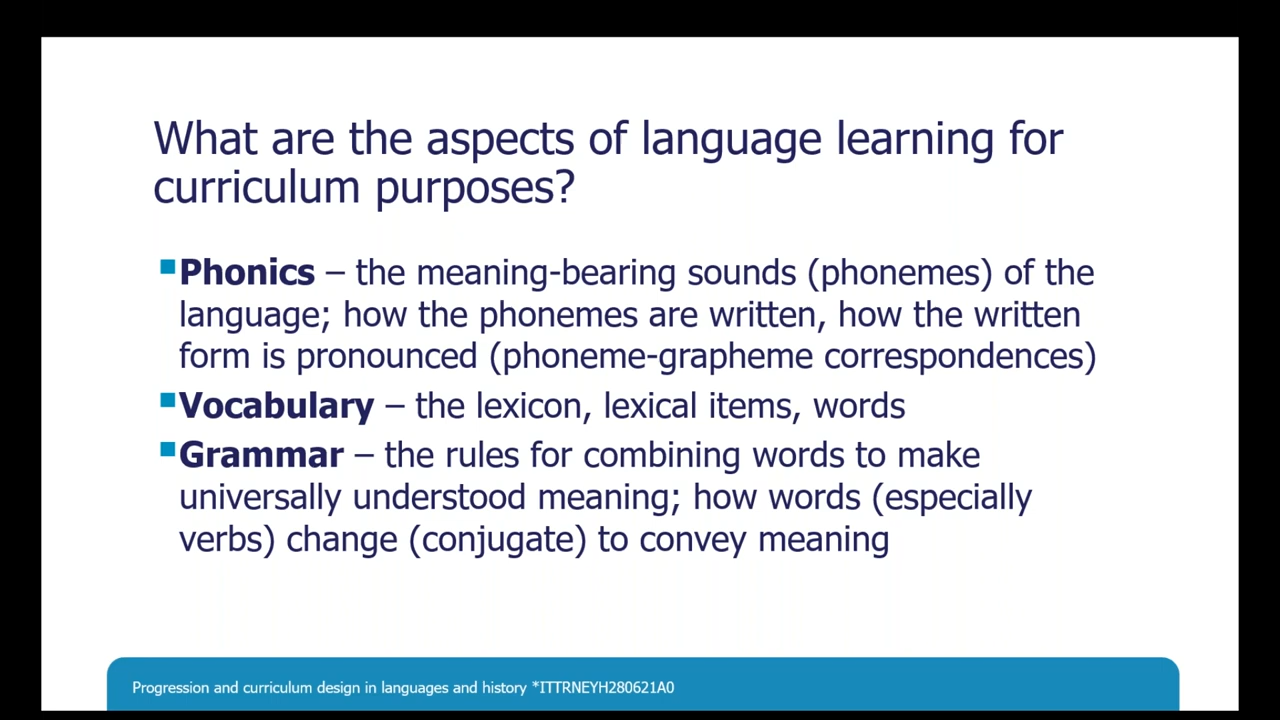 What are the aspects of language learning for
curriculum purposes?
Phonics – the meaning-bearing sounds (phonemes) of the
language; how the phonemes are written, how the written
form is pronounced (phoneme-grapheme correspondences)
Vocabulary – the lexicon, lexical items, words
Grammar – the rules for combining words to make
universally understood meaning; how words (especially
verbs) change (conjugate) to convey meaning
Progression and curriculum design in languages and history *ITTRNEYH280621A0